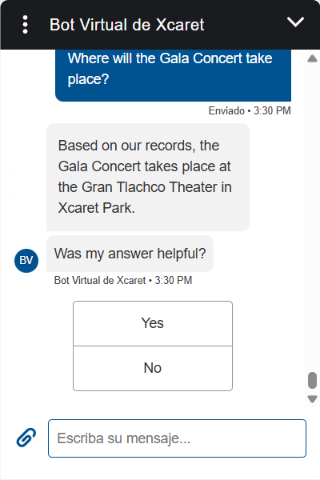 Bot Virtual de Xcaret
Where will the Gala Concert take
place?
Enviado • 3:30 PM
Based on our records, the
Gala Concert takes place at
the Gran Tlachco Theater in
Xcaret Park.
Was my answer helpful?
BV
Bot Virtual de Xcaret • 3:30 PM
Yes
No
Escriba su mensaje...